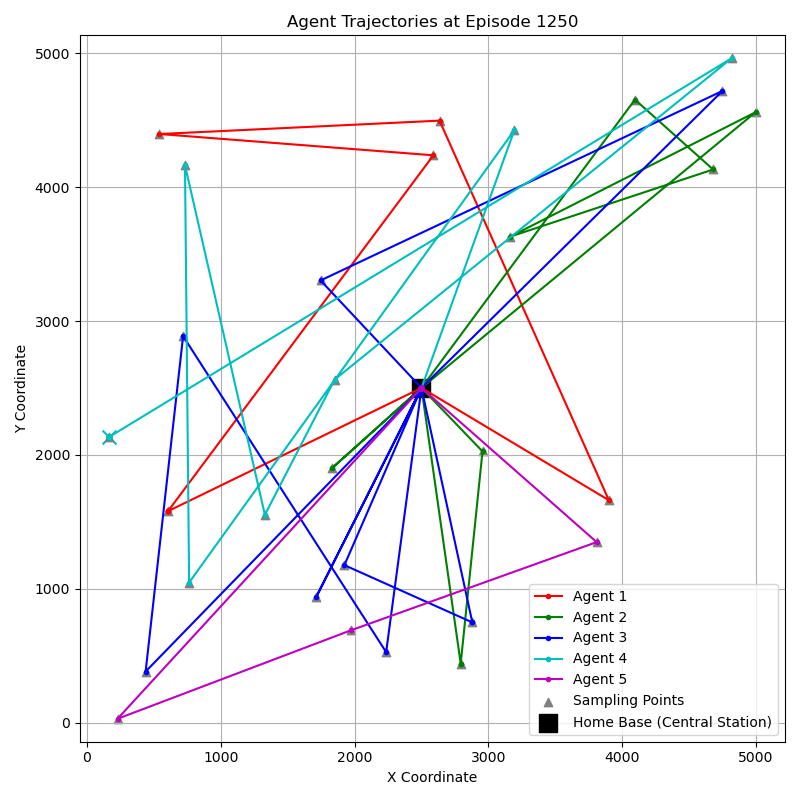 Agent Trajectories at Episode 1250
Y Coordinate
5000
4000
3000
2000
1000
0
0 1000 2000 3000 4000 5000
X Coordinate
Agent 1
Agent 2
Agent 3
Agent 4
Agent 5
Sampling Points
Home Base (Central Station)